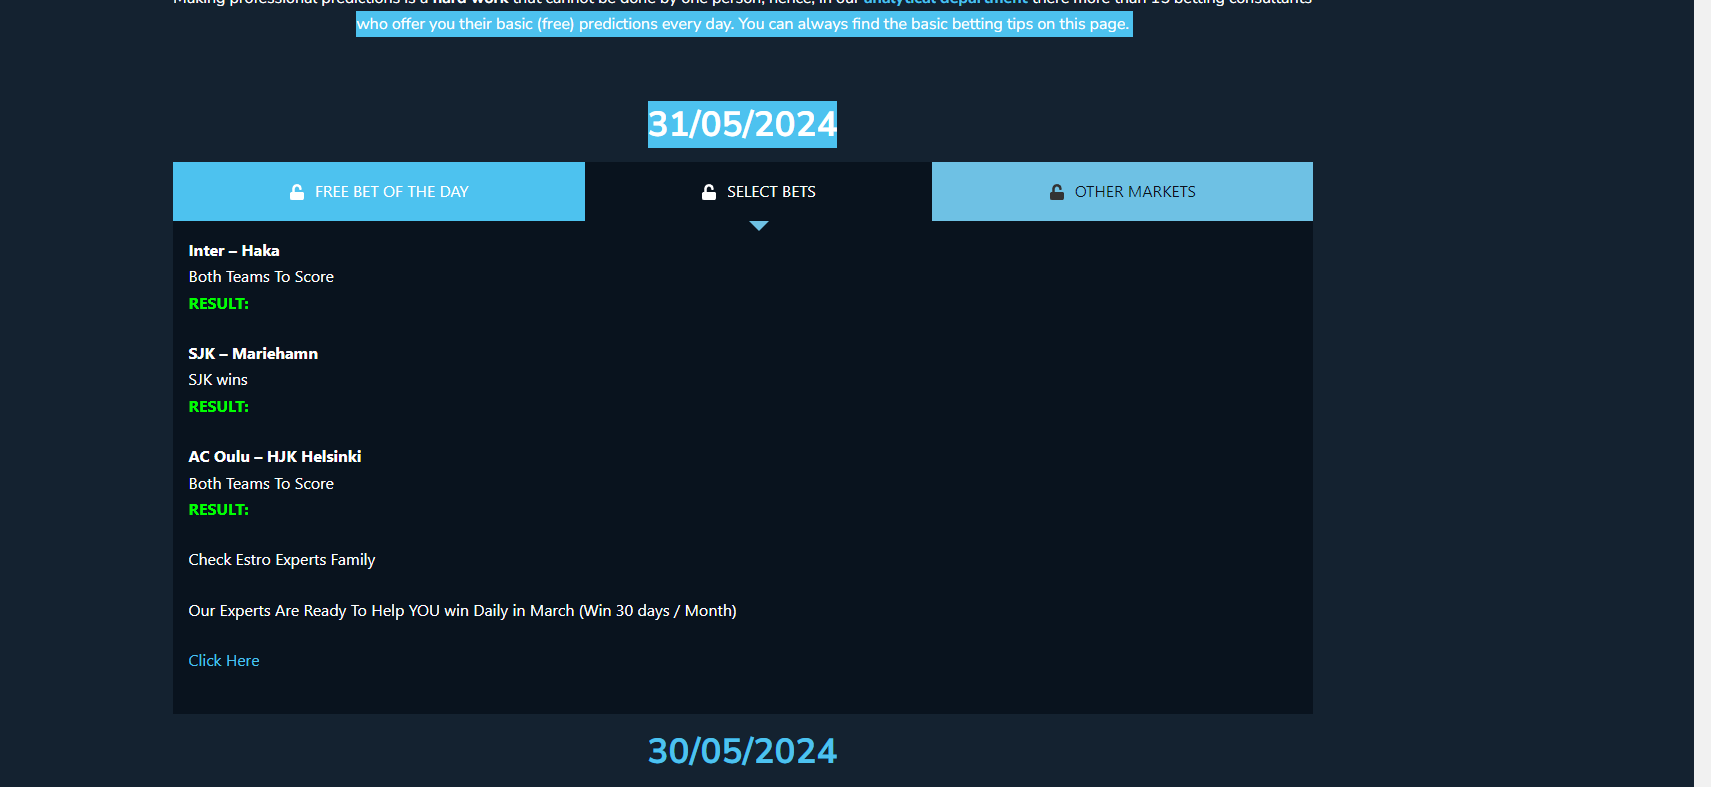 Making professional predictions is a hard work that cannot be done by one person; hence, in our analytical department there more than 15 betting consultants
who offer you their basic (free) predictions every day. You can always find the basic betting tips on this page.
31/05/2024
FREE BET OF THE DAY
SELECT BETS
OTHER MARKETS
Inter – Haka
Both Teams To Score
RESULT:
SJK – Mariehamn
SJK wins
RESULT:
AC Oulu – HJK Helsinki
Both Teams To Score
RESULT:
Check Estro Experts Family
Our Experts Are Ready To Help YOU win Daily in March (Win 30 days / Month)
Click Here
30/05/2024